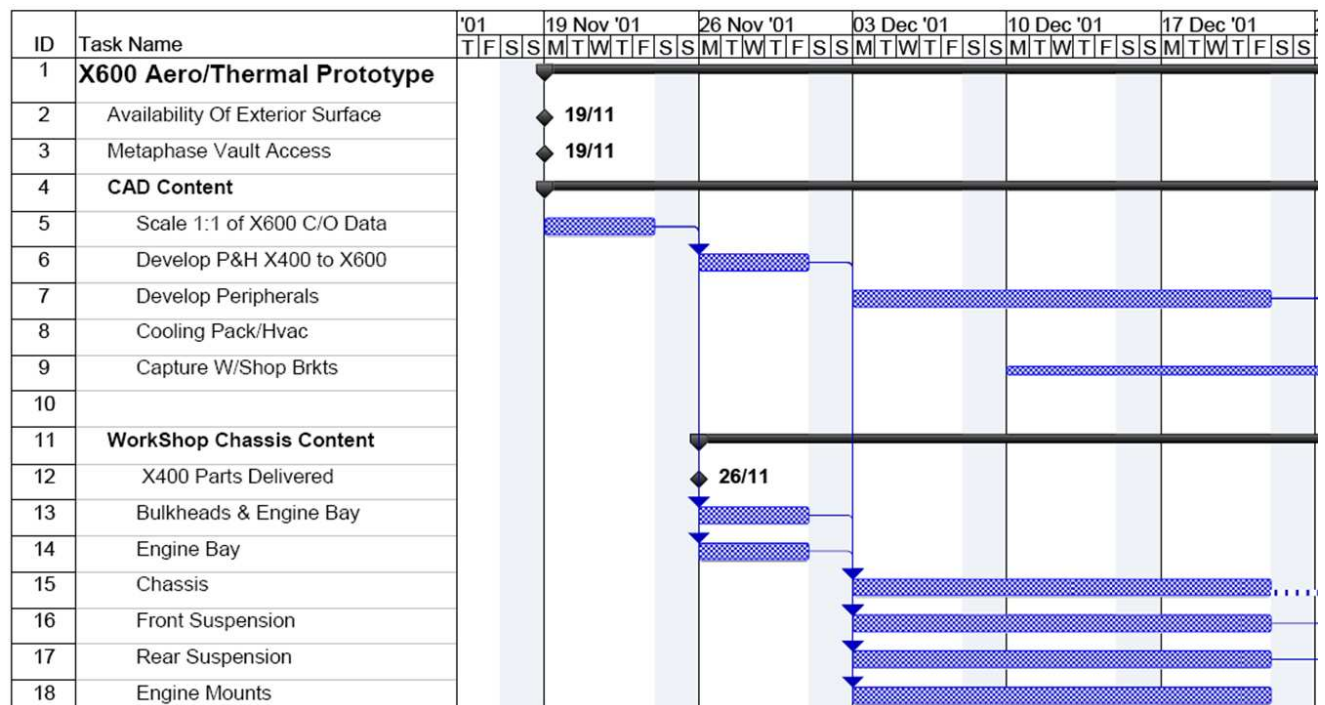 '01 19 Nov '01 26 Nov '01 03 Dec '01 10 Dec '01 17 Dec '01
ID Task Name T F S S M T W T F S S M T W T F S S M T W T F S S M T W T F S S M T W T F S S
1 X600 Aero/Thermal Prototype
2 Availability Of Exterior Surface 19/11
3 Metaphase Vault Access 19/11
4 CAD Content
5 Scale 1:1 of X600 C/O Data
6 Develop P&H X400 to X600
7 Develop Peripherals
8 Cooling Pack/Hvac
9 Capture W/Shop Brkts
10
11 WorkShop Chassis Content
12 X400 Parts Delivered 26/11
13 Bulkheads & Engine Bay
14 Engine Bay
15 Chassis
16 Front Suspension
17 Rear Suspension
18 Engine Mounts